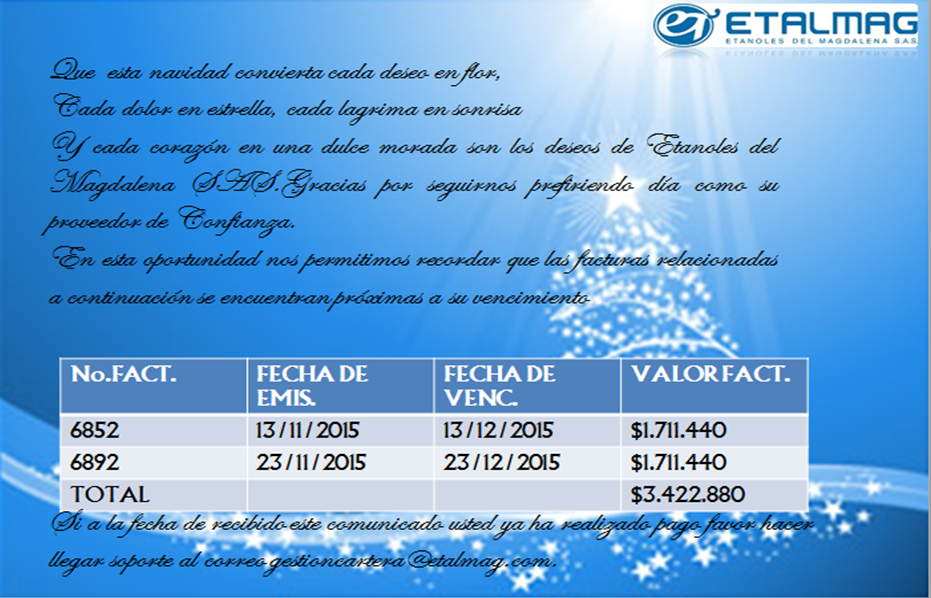 ETALMAG
ETANOLES DEL MAGDALENA S.A.S.
Que esta navidad convierta cada deseo en flor,
Cada dolor en estrella, cada lagrima en sonrisa
Y cada corazón en una dulce morada son los deseos de Etanoles del
Magdalena SAS.Gracias por seguirnos prefiriendo día como su
proveedor de Confianza.
En esta oportunidad nos permitimos recordar que las facturas relacionadas
a continuación se encuentran próximas a su vencimiento
No.FACT. FECHA DE EMIS. FECHA DE VENC. VALOR FACT.
6852 13/11/2015 13/12/2015 $1.711.440
6892 23/11/2015 23/12/2015 $1.711.440
TOTAL $3.422.880
Si a la fecha de recibido este comunicado usted ya ha realizado pago favor hacer
llegar soporte al correo gestioncartera@etalmag.com.